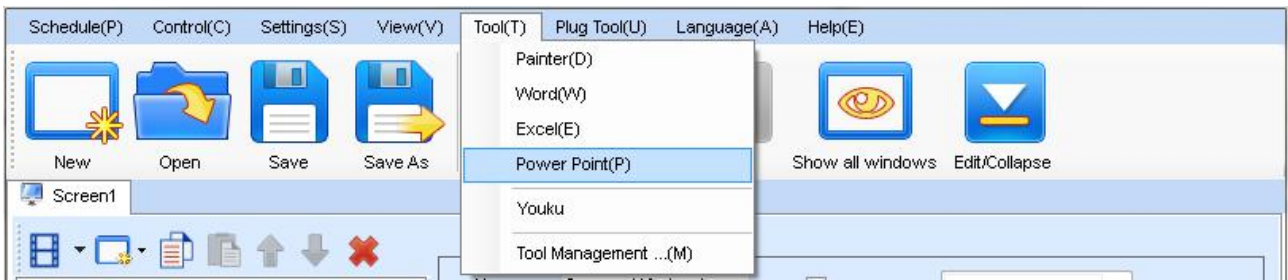 Schedule(P) Control(C) Settings(S) View(V) Tool(T) Plug Tool(U) Language(A) Help(E)
Painter(D)
Word(W)
Excel(E)
Power Point(P)
Youku
Tool Management ...(M)
New Open Save Save As Show all windows Edit/Collapse
Screen1